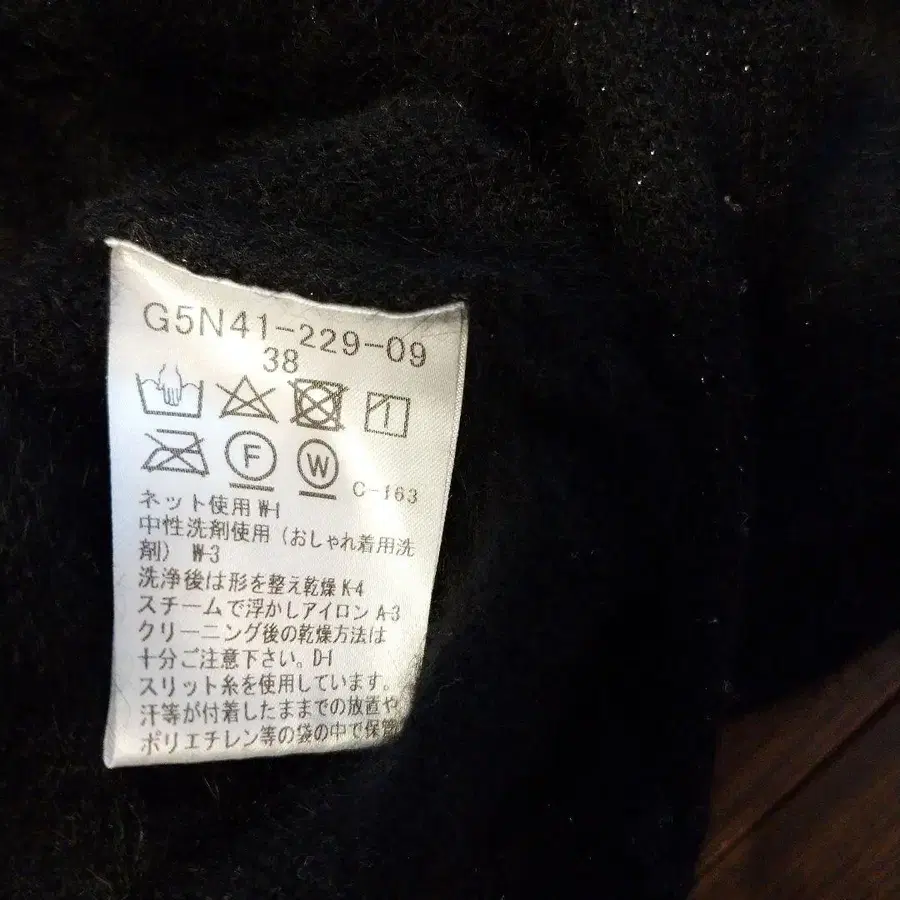 G5N41-229-09
38
F W C-163
ネット使用 W-1
中性洗剤使用（おしゃれ着用洗
剤） W-3
洗浄後は形を整え乾燥 K-4
スチームで浮かしアイロン A-3
クリーニング後の乾燥方法は
十分ご注意下さい。D-1
スリット糸を使用しています。
汗等が付着したままでの放置や
ポリエチレン等の袋の中で保管